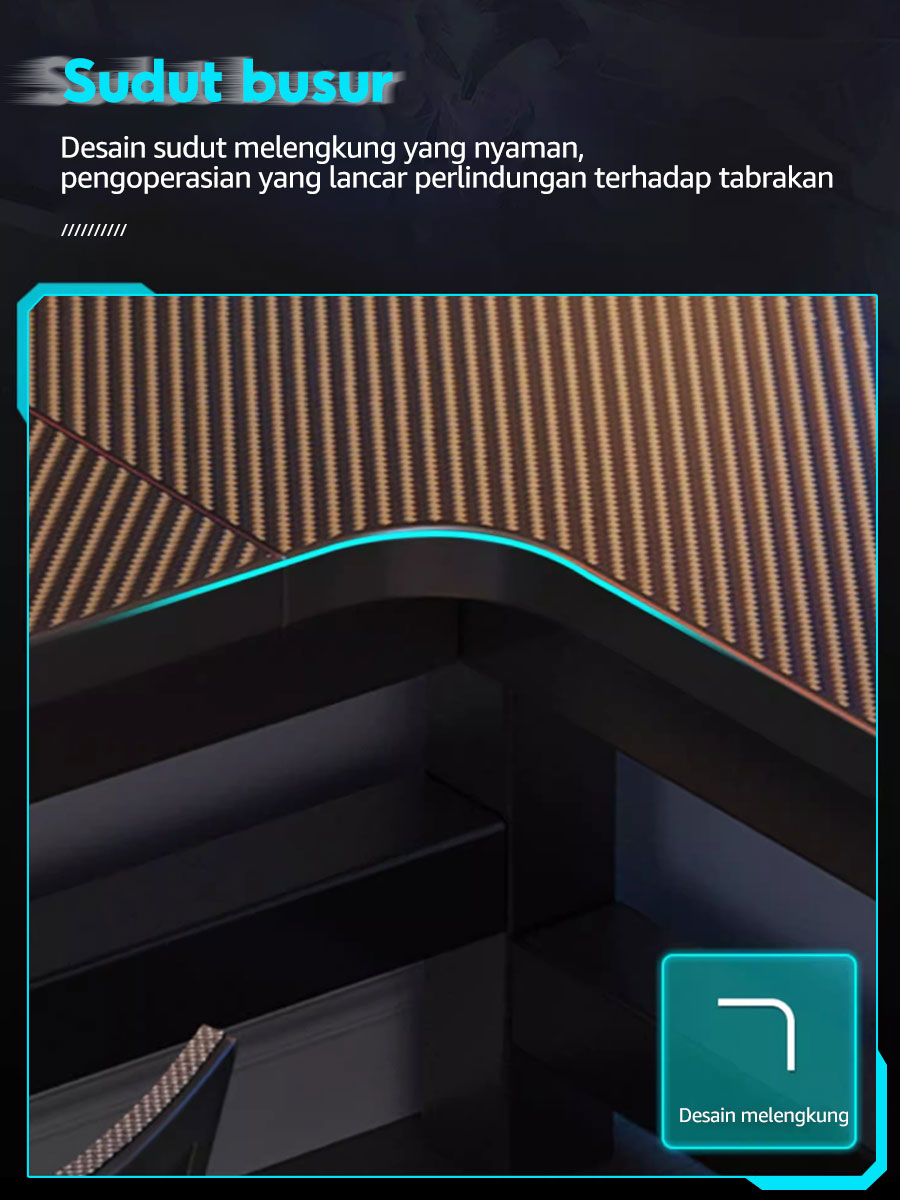 Sudut busur
Desain sudut melengkung yang nyaman,
pengoperasian yang lancar perlindungan terhadap tabrakan
//////////
Desain melengkung